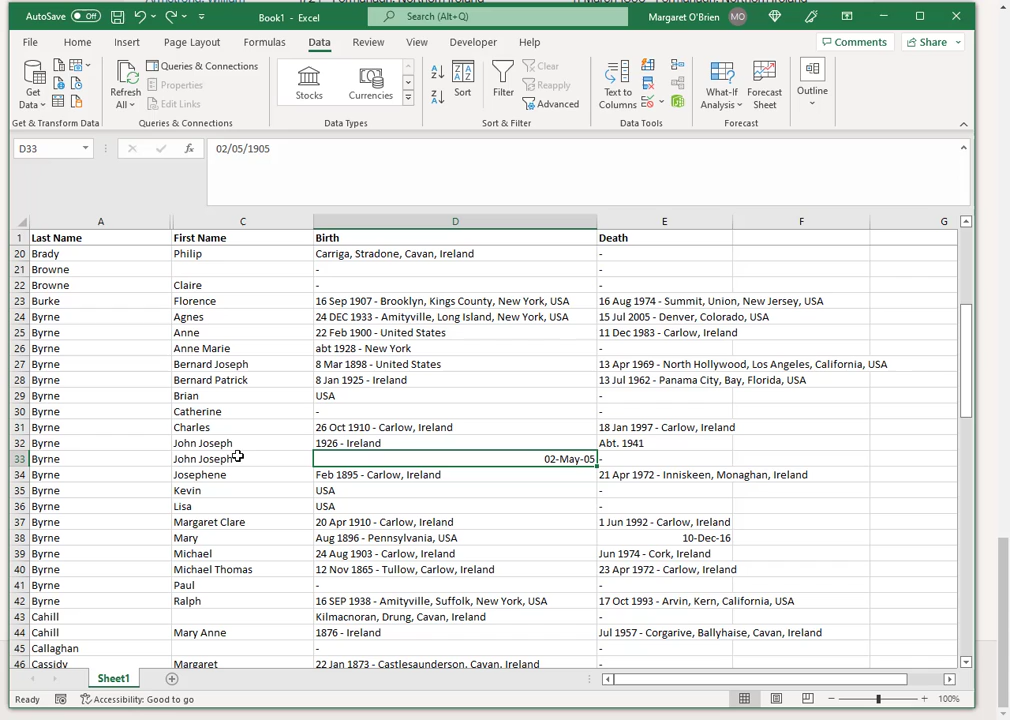 AutoSave Off Book1 - Excel Search (Alt+Q) Margaret O'Brien MO
File Home Insert Page Layout Formulas Data Review View Developer Help Comments Share
Get Data Refresh All Queries & Connections Properties Edit Links Stocks Currencies Sort Filter Clear Reapply Advanced Text to Columns What-If Analysis Forecast Sheet Outline
Get & Transform Data Queries & Connections Data Types Sort & Filter Data Tools Forecast
D33 fx 02/05/1905
A C D E F G
1 Last Name First Name Birth Death
20 Brady Philip Carriga, Stradone, Cavan, Ireland -
21 Browne - -
22 Browne Claire - -
23 Burke Florence 16 Sep 1907 - Brooklyn, Kings County, New York, USA 16 Aug 1974 - Summit, Union, New Jersey, USA
24 Byrne Agnes 24 DEC 1933 - Amityville, Long Island, New York, USA 15 Jul 2005 - Denver, Colorado, USA
25 Byrne Anne 22 Feb 1900 - United States 11 Dec 1983 - Carlow, Ireland
26 Byrne Anne Marie abt 1928 - New York -
27 Byrne Bernard Joseph 8 Mar 1898 - United States 13 Apr 1969 - North Hollywood, Los Angeles, California, USA
28 Byrne Bernard Patrick 8 Jan 1925 - Ireland 13 Jul 1962 - Panama City, Bay, Florida, USA
29 Byrne Brian USA -
30 Byrne Catherine - -
31 Byrne Charles 26 Oct 1910 - Carlow, Ireland 18 Jan 1997 - Carlow, Ireland
32 Byrne John Joseph 1926 - Ireland Abt. 1941
33 Byrne John Joseph 02-May-05 -
34 Byrne Josephene Feb 1895 - Carlow, Ireland 21 Apr 1972 - Inniskeen, Monaghan, Ireland
35 Byrne Kevin USA -
36 Byrne Lisa USA -
37 Byrne Margaret Clare 20 Apr 1910 - Carlow, Ireland 1 Jun 1992 - Carlow, Ireland
38 Byrne Mary Aug 1896 - Pennsylvania, USA 10-Dec-16
39 Byrne Michael 24 Aug 1903 - Carlow, Ireland Jun 1974 - Cork, Ireland
40 Byrne Michael Thomas 12 Nov 1865 - Tullow, Carlow, Ireland 23 Apr 1972 - Carlow, Ireland
41 Byrne Paul - -
42 Byrne Ralph 16 SEP 1938 - Amityville, Suffolk, New York, USA 17 Oct 1993 - Arvin, Kern, California, USA
43 Cahill Kilmacnoran, Drung, Cavan, Ireland -
44 Cahill Mary Anne 1876 - Ireland Jul 1957 - Corgarive, Ballyhaise, Cavan, Ireland
45 Callaghan - -
46 Cassidy Margaret 22 Jan 1873 - Castlesaunderson, Cavan, Ireland -
Sheet1
Ready Accessibility: Good to go 100%